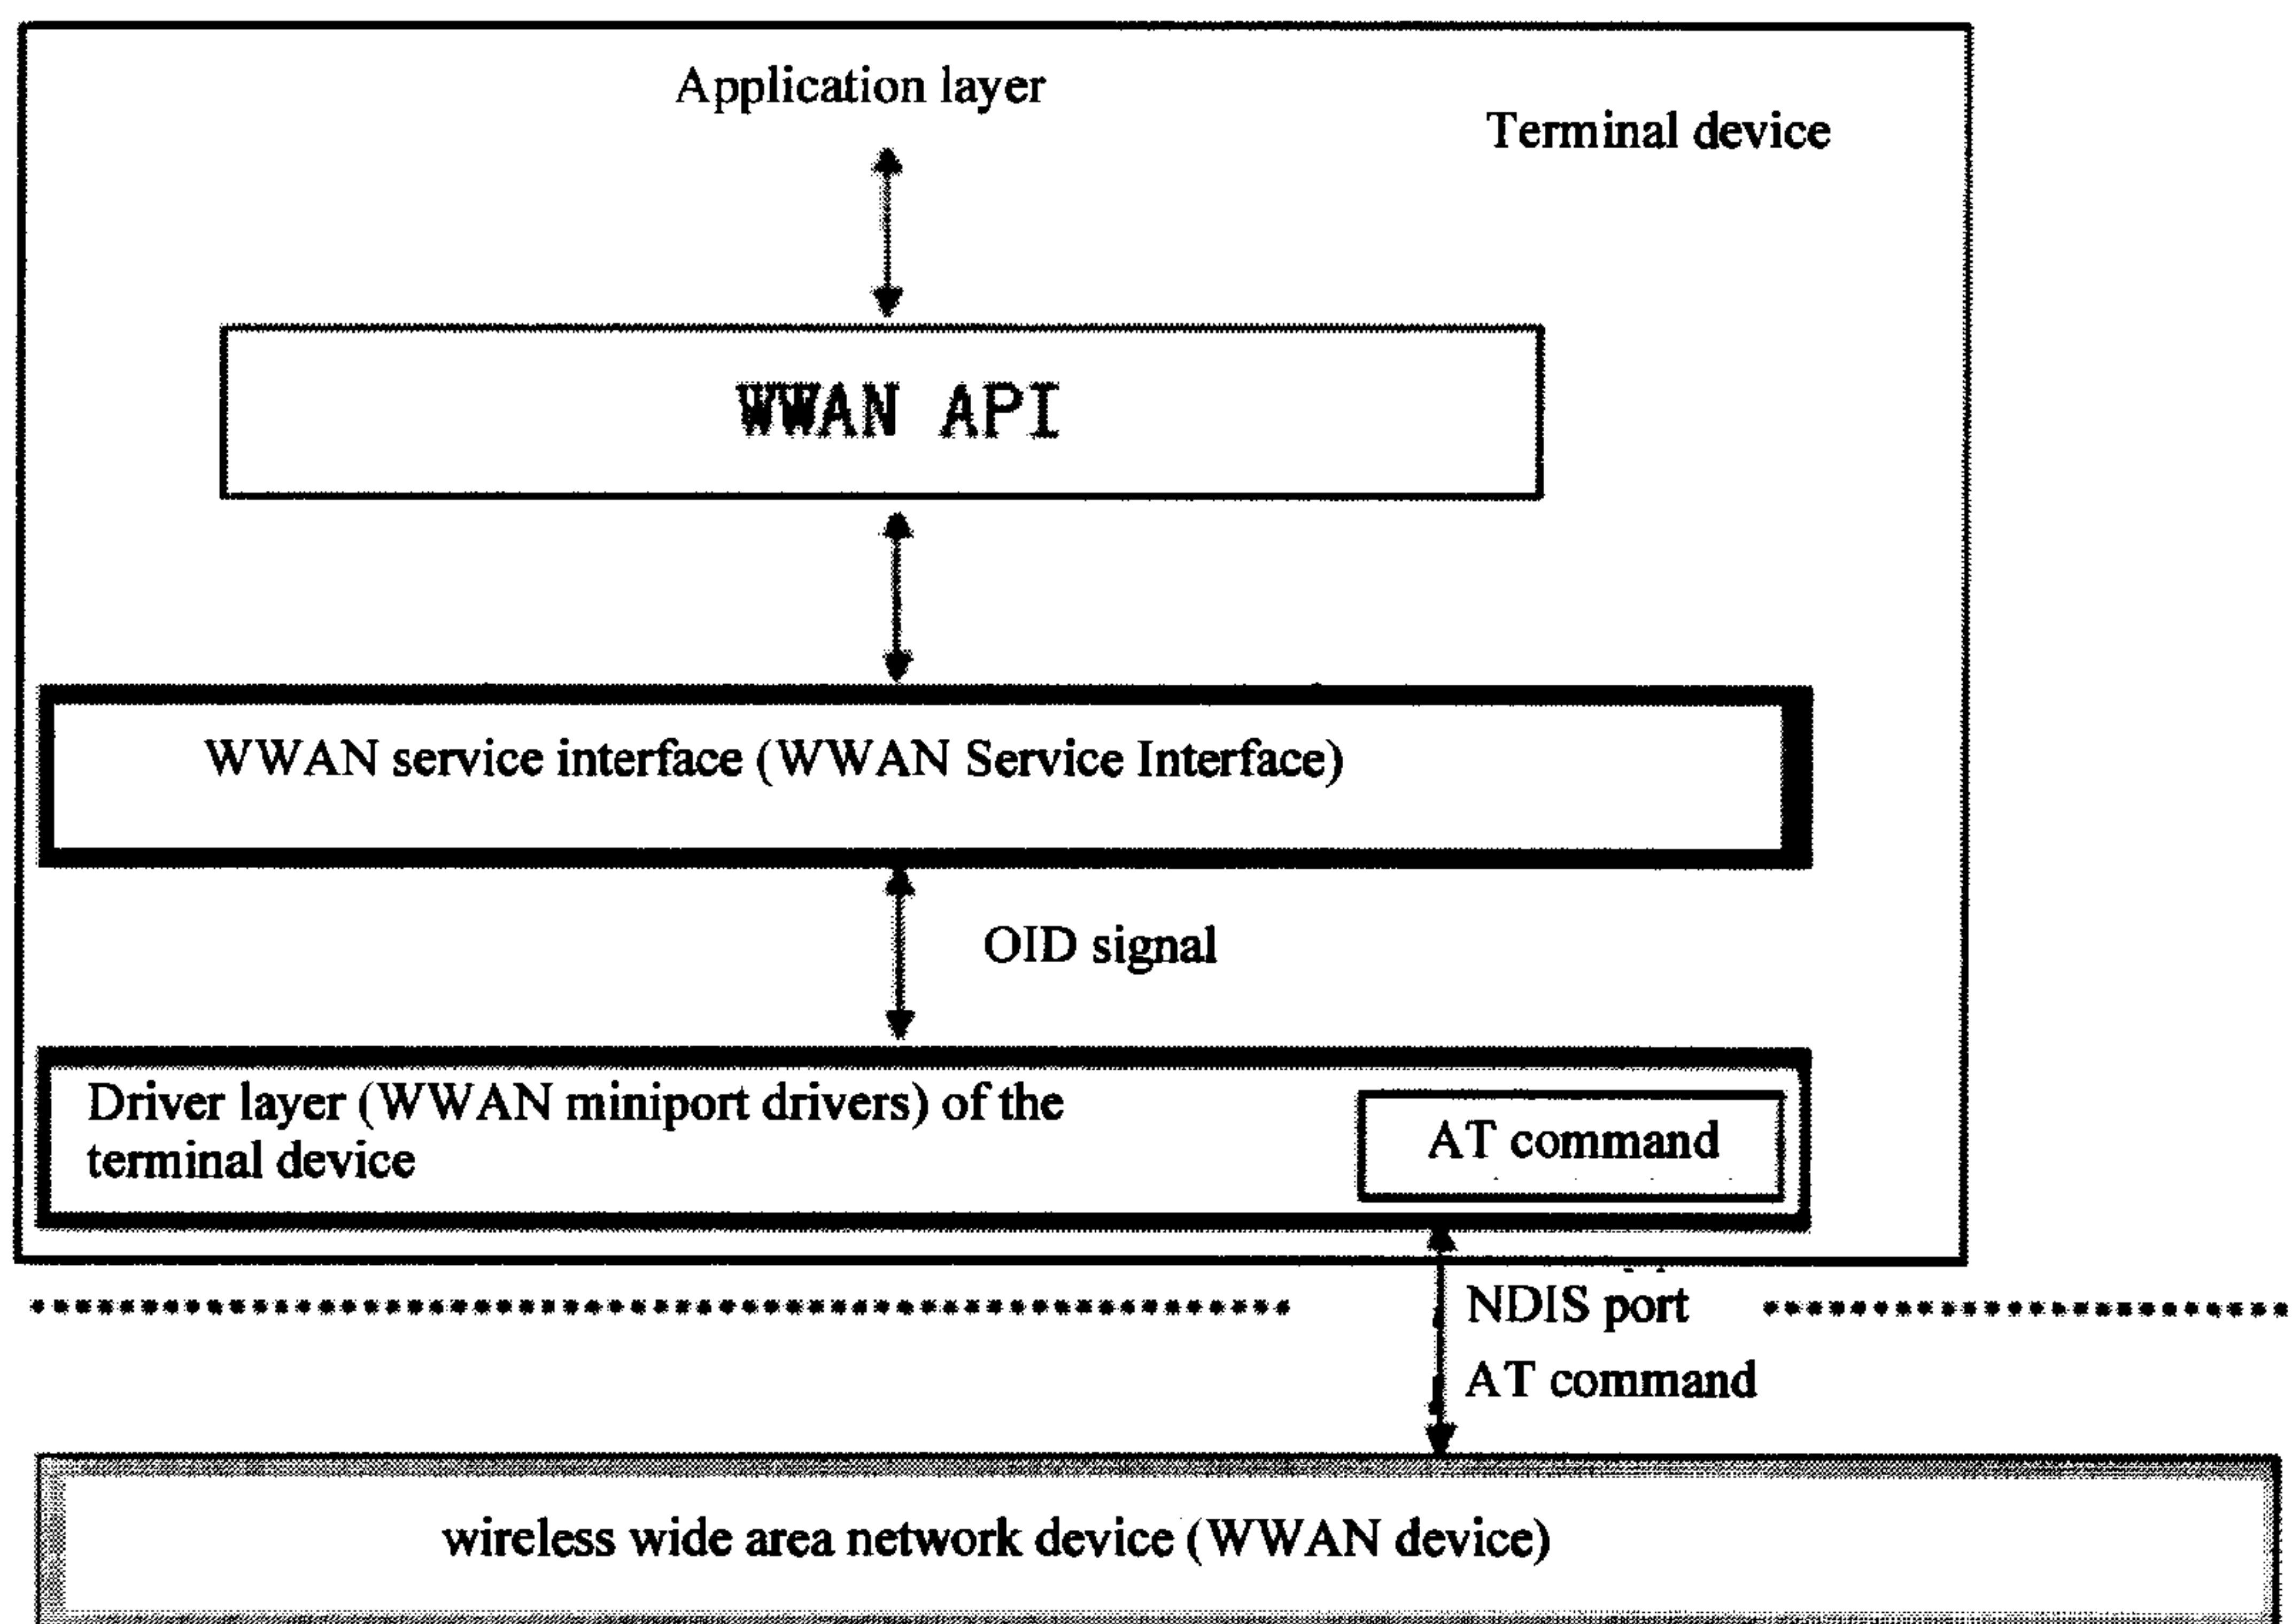 Application layer
Terminal device
WWAN API
WWAN service interface (WWAN Service Interface)
OID signal
Driver layer (WWAN miniport drivers) of the
terminal device
AT command
NDIS port
AT command
wireless wide area network device (WWAN device)